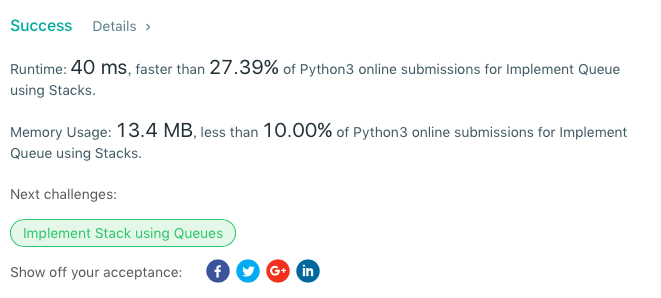 Success Details >
Runtime: 40 ms, faster than 27.39% of Python3 online submissions for Implement Queue
using Stacks.
Memory Usage: 13.4 MB, less than 10.00% of Python3 online submissions for Implement
Queue using Stacks.
Next challenges:
Implement Stack using Queues
Show off your acceptance: f G+ in